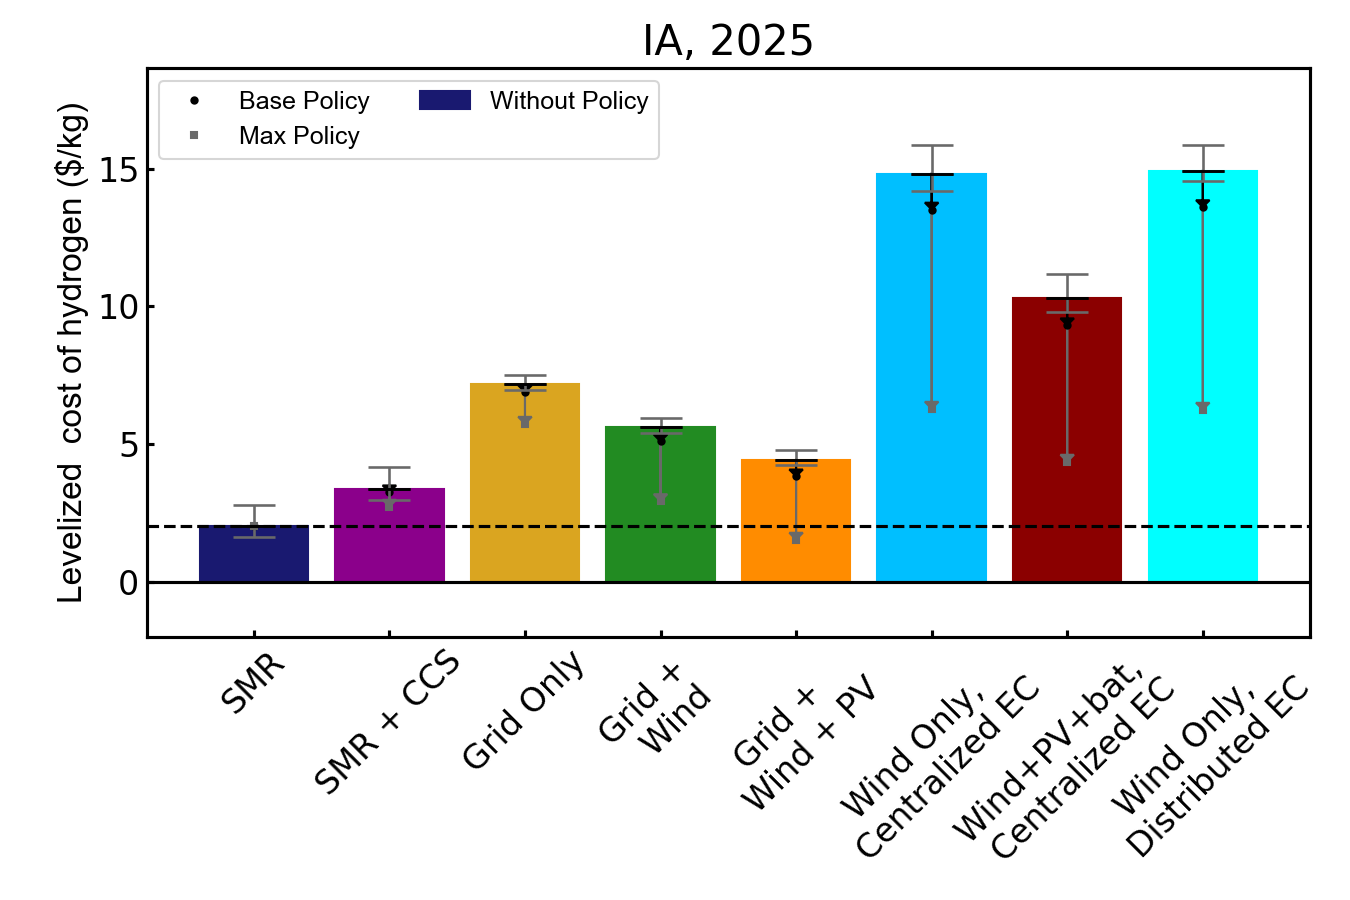 IA, 2025
Base Policy
Max Policy
Without Policy
Levelized cost of hydrogen ($/kg)
15
10
5
0
SMR
SMR + CCS
Grid Only
Grid +
Wind
Grid +
Wind + PV
Wind Only,
Centralized EC
Wind+PV+bat,
Centralized EC
Wind Only,
Distributed EC